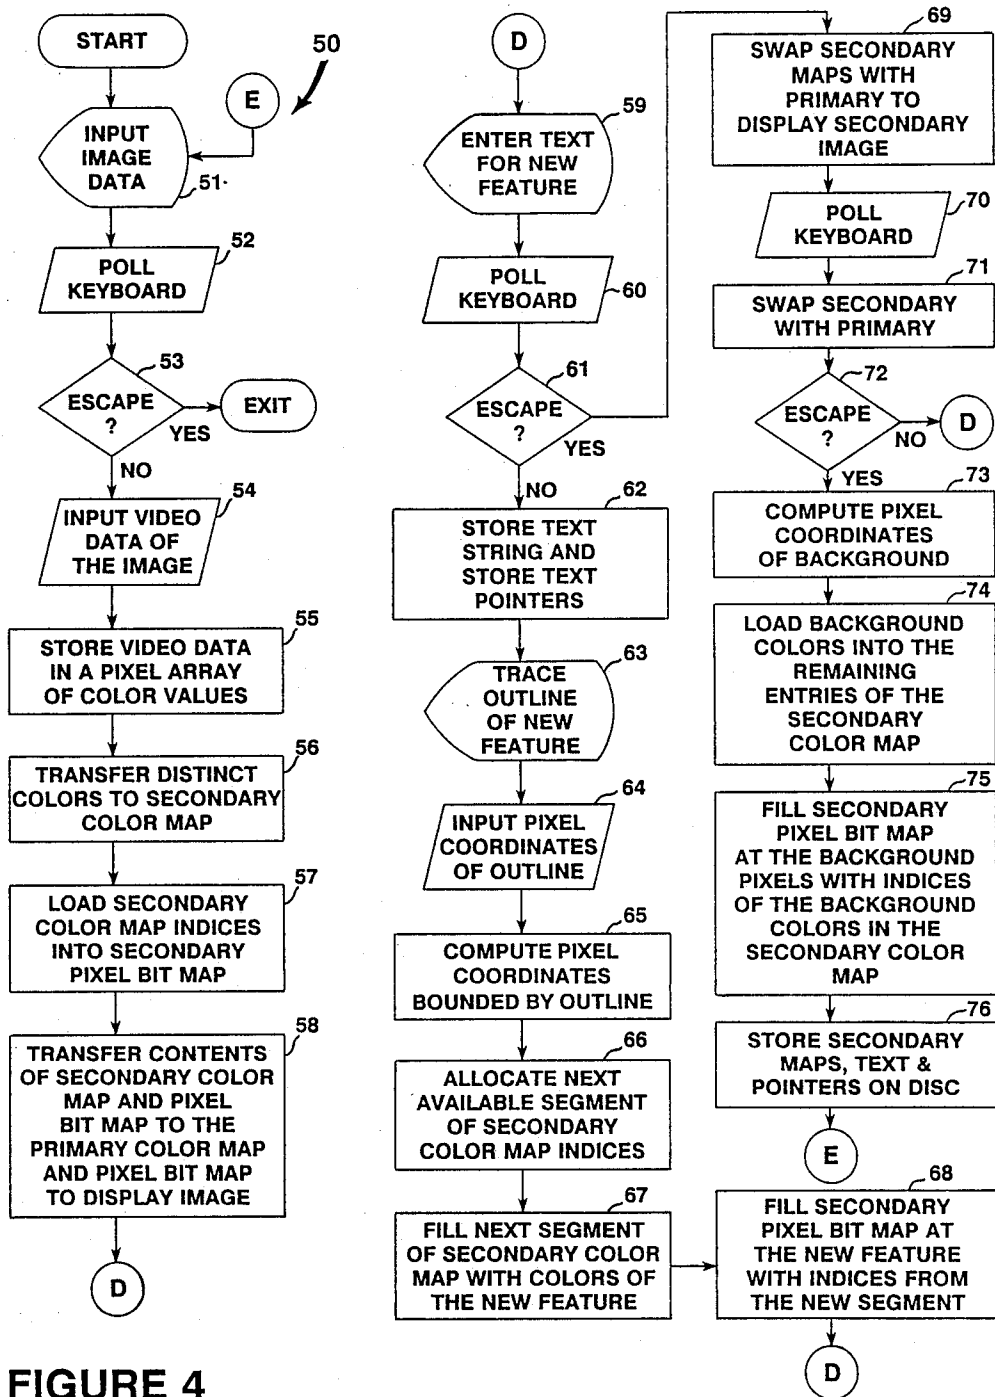 START
50
E
INPUT
IMAGE
DATA
51
52
POLL
KEYBOARD
53
ESCAPE
?
YES
EXIT
NO
54
INPUT VIDEO
DATA OF
THE IMAGE
55
STORE VIDEO DATA
IN A PIXEL ARRAY
OF COLOR VALUES
56
TRANSFER DISTINCT
COLORS TO SECONDARY
COLOR MAP
57
LOAD SECONDARY
COLOR MAP INDICES
INTO SECONDARY
PIXEL BIT MAP
58
TRANSFER CONTENTS
OF SECONDARY COLOR
MAP AND PIXEL
BIT MAP TO THE
PRIMARY COLOR MAP
AND PIXEL BIT MAP
TO DISPLAY IMAGE
D
D
59
ENTER TEXT
FOR NEW
FEATURE
POLL
KEYBOARD
60
61
ESCAPE
?
YES
NO
62
STORE TEXT
STRING AND
STORE TEXT
POINTERS
63
TRACE
OUTLINE
OF NEW
FEATURE
64
INPUT PIXEL
COORDINATES
OF OUTLINE
65
COMPUTE PIXEL
COORDINATES
BOUNDED BY OUTLINE
66
ALLOCATE NEXT
AVAILABLE SEGMENT
OF SECONDARY
COLOR MAP INDICES
67
FILL NEXT SEGMENT
OF SECONDARY COLOR
MAP WITH COLORS OF
THE NEW FEATURE
69
SWAP SECONDARY
MAPS WITH
PRIMARY TO
DISPLAY SECONDARY
IMAGE
70
POLL
KEYBOARD
71
SWAP SECONDARY
WITH PRIMARY
72
ESCAPE
?
NO
D
YES
73
COMPUTE PIXEL
COORDINATES
OF BACKGROUND
74
LOAD BACKGROUND
COLORS INTO THE
REMAINING
ENTRIES OF THE
SECONDARY
COLOR MAP
75
FILL SECONDARY
PIXEL BIT MAP
AT THE BACKGROUND
PIXELS WITH INDICES
OF THE BACKGROUND
COLORS IN THE
SECONDARY COLOR
MAP
76
STORE SECONDARY
MAPS, TEXT &
POINTERS ON DISC
E
68
FILL SECONDARY
PIXEL BIT MAP AT
THE NEW FEATURE
WITH INDICES FROM
THE NEW SEGMENT
D
FIGURE 4